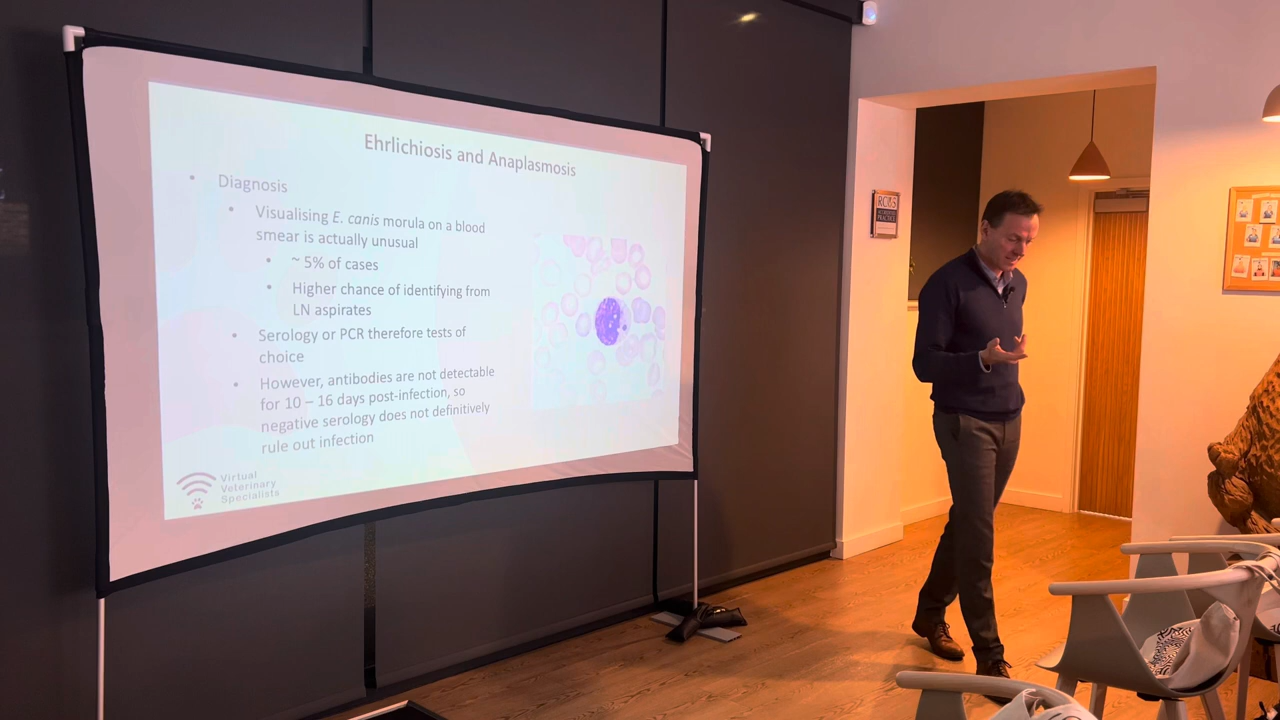 Ehrlichiosis and Anaplasmosis
• Diagnosis
• Visualising E. canis morula on a blood
smear is actually unusual
• ~ 5% of cases
• Higher chance of identifying from
LN aspirates
• Serology or PCR therefore tests of
choice
• However, antibodies are not detectable
for 10 – 16 days post-infection, so
negative serology does not definitively
rule out infection
Virtual
Veterinary
Specialists
RCVS
ACCREDITED
PRACTICE